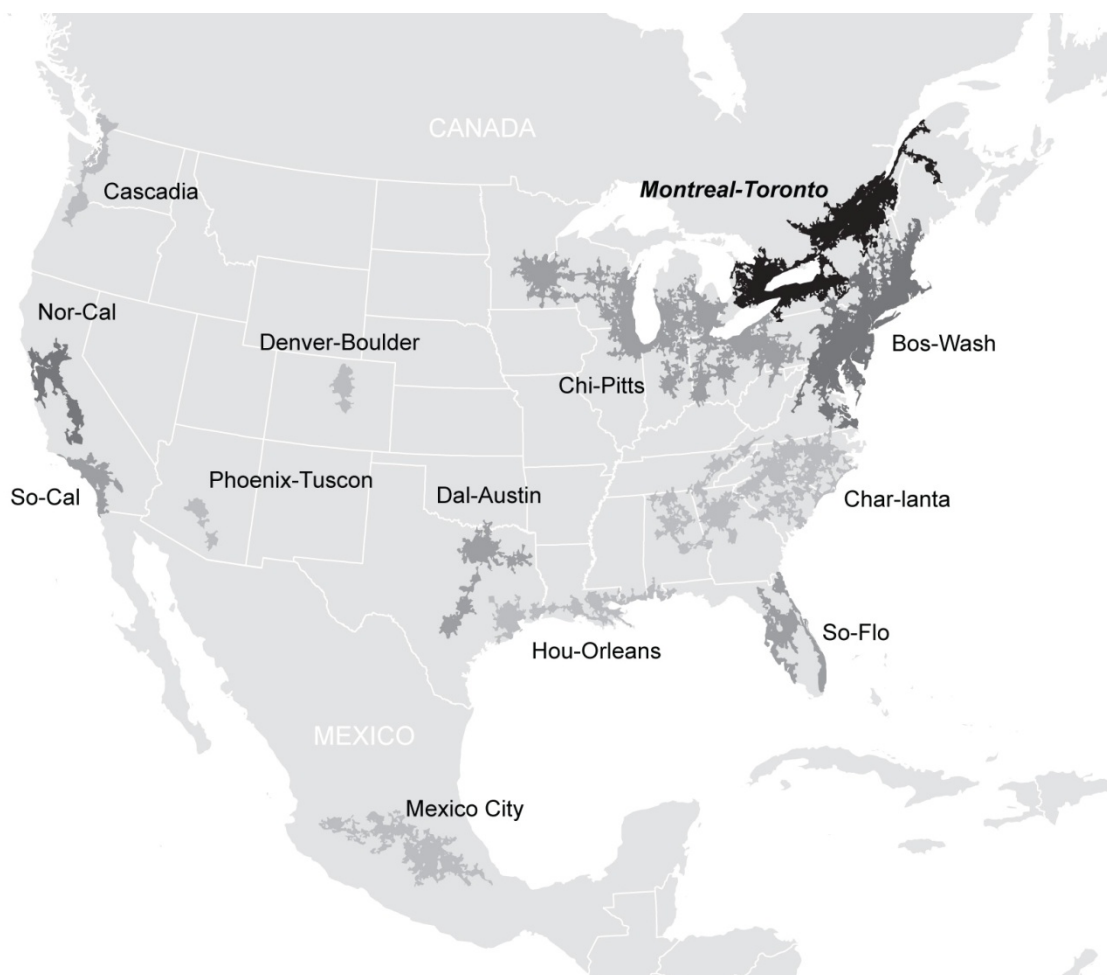 CANADA
Cascadia
Montreal-Toronto
Nor-Cal
Denver-Boulder
Bos-Wash
Chi-Pitts
Phoenix-Tuscon
So-Cal
Dal-Austin
Char-lanta
So-Flo
Hou-Orleans
MEXICO
Mexico City